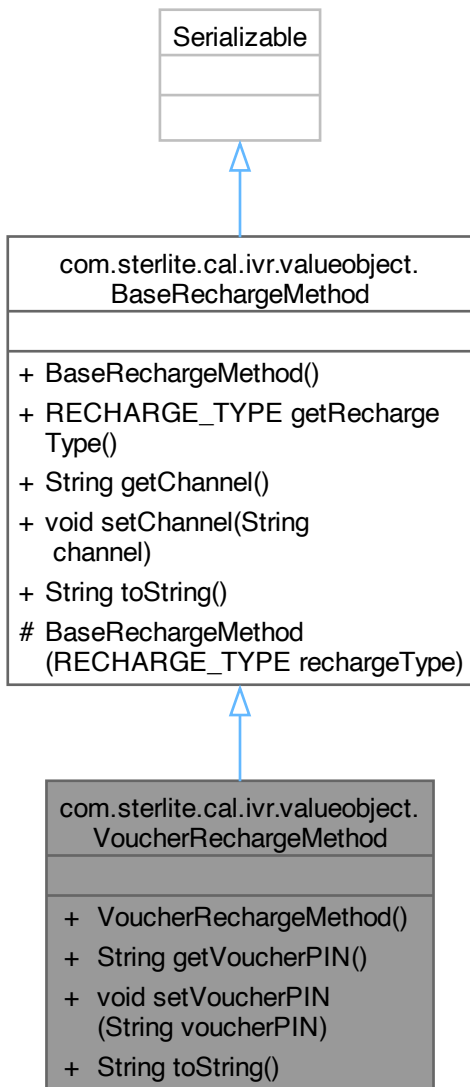 Serializable
com.sterlite.cal.ivr.valueobject.
BaseRechargeMethod
+ BaseRechargeMethod()
+ RECHARGE_TYPE getRecharge
Type()
+ String getChannel()
+ void setChannel(String
channel)
+ String toString()
# BaseRechargeMethod
(RECHARGE_TYPE rechargeType)
com.sterlite.cal.ivr.valueobject.
VoucherRechargeMethod
+ VoucherRechargeMethod()
+ String getVoucherPIN()
+ void setVoucherPIN
(String voucherPIN)
+ String toString()